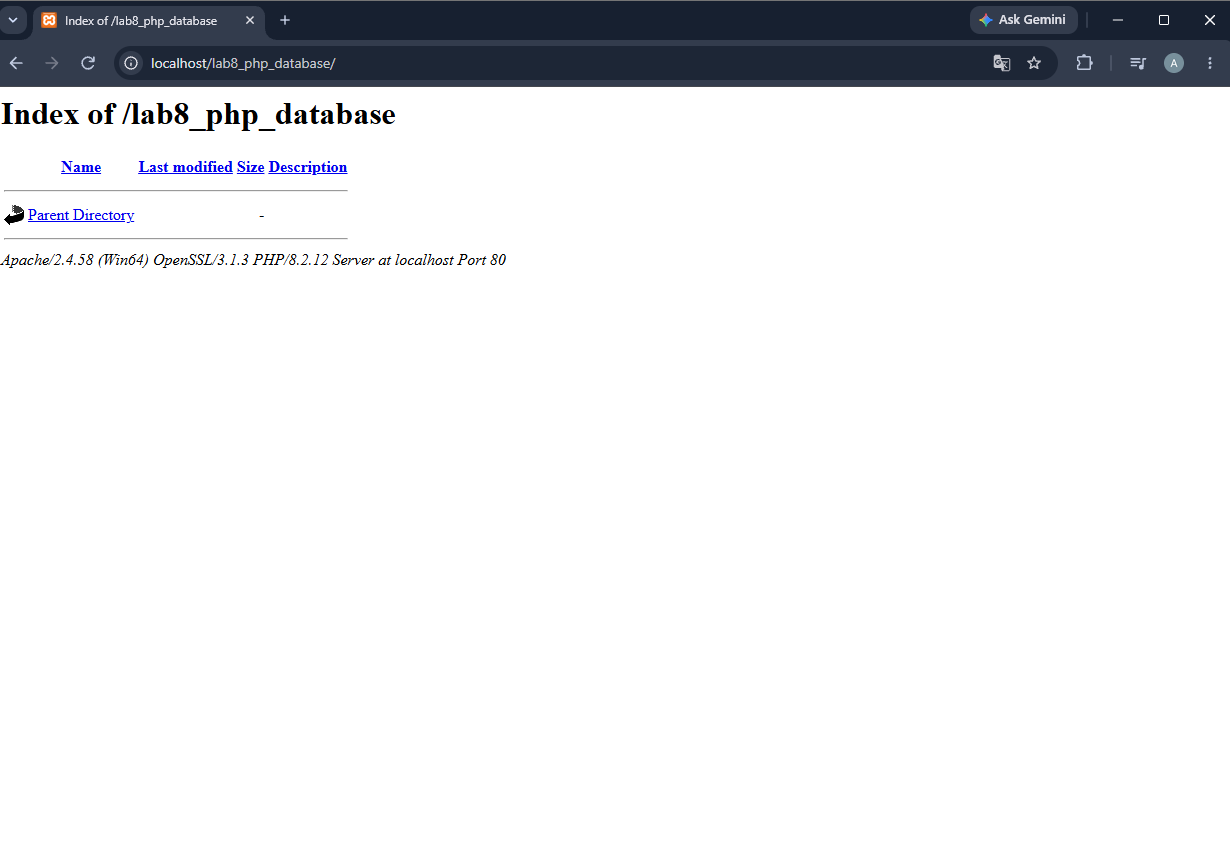 Index of /lab8_php_database
Ask Gemini
localhost/lab8_php_database/
A
Index of /lab8_php_database
Name Last modified Size Description
Parent Directory -
Apache/2.4.58 (Win64) OpenSSL/3.1.3 PHP/8.2.12 Server at localhost Port 80